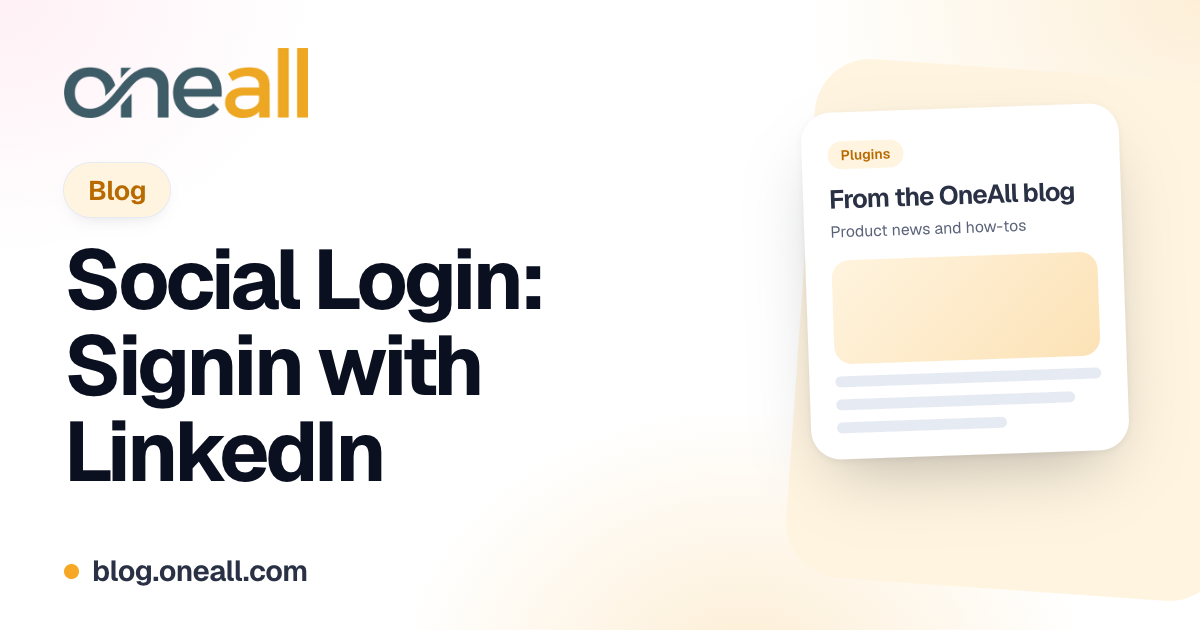 oneall
Blog
Social Login:
Signin with
LinkedIn
blog.oneall.com
Plugins
From the OneAll blog
Product news and how-tos